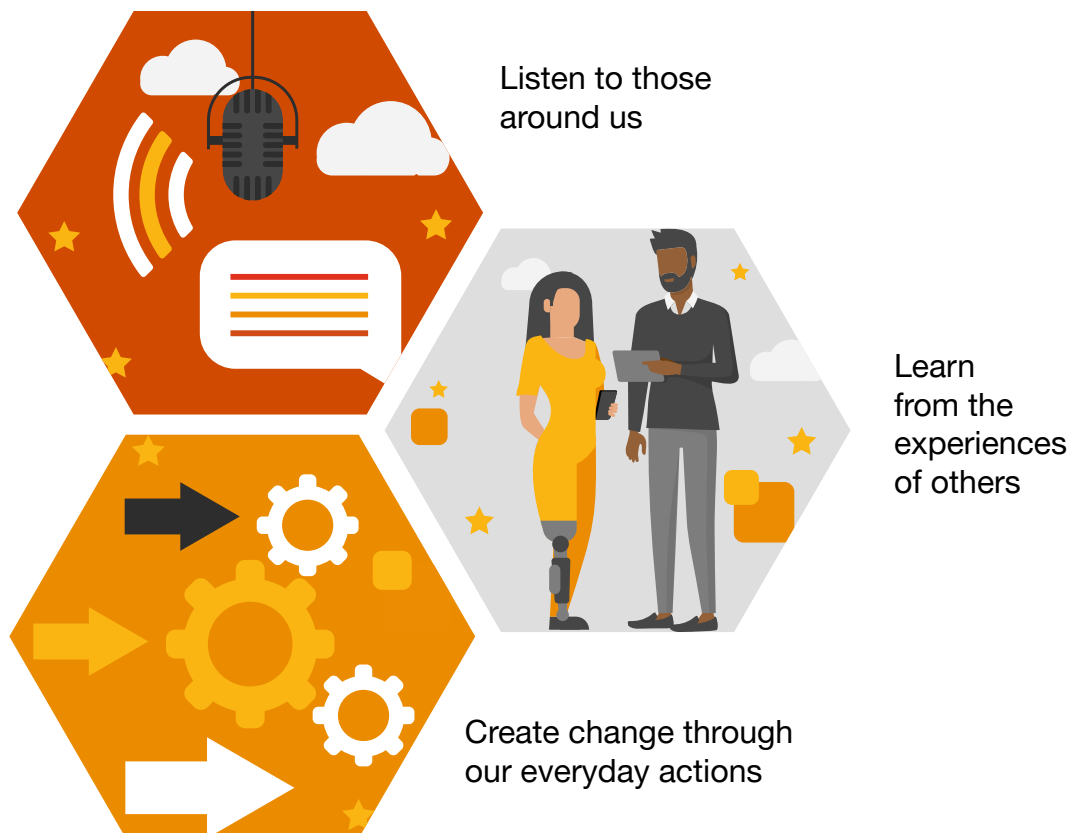 Listen to those
around us
Learn
from the
experiences
of others
Create change through
our everyday actions